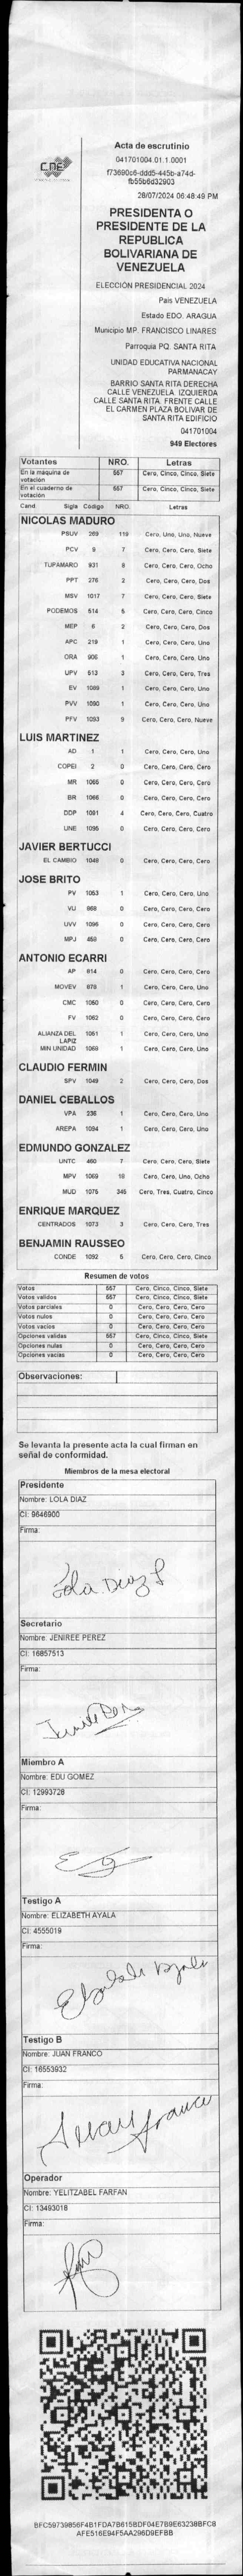 CNE
Acta de escrutinio
041701004.01.1.0001
f73690c6-ddd5-445b-a74d-
fb55b6d32903
28/07/2024 06:48:49 PM
PRESIDENTA O
PRESIDENTE DE LA
REPUBLICA
BOLIVARIANA DE
VENEZUELA
ELECCIÓN PRESIDENCIAL 2024
País VENEZUELA
Estado EDO. ARAGUA
Municipio MP. FRANCISCO LINARES
Parroquia PQ. SANTA RITA
UNIDAD EDUCATIVA NACIONAL
PARMANACAY
BARRIO SANTA RITA DERECHA
CALLE VENEZUELA. IZQUIERDA
CALLE SANTA RITA. FRENTE CALLE
EL CARMEN PLAZA BOLIVAR DE
SANTA RITA EDIFICIO
041701004
949 Electores
Votantes NRO. Letras
En la maquina de votación 557 Cero, Cinco, Cinco, Siete
En el cuaderno de votación 557 Cero, Cinco, Cinco, Siete
Cand Sigla Código NRO. Letras
NICOLAS MADURO
PSUV 269 119 Cero, Uno, Uno, Nueve
PCV 9 7 Cero, Cero, Cero, Siete
TUPAMARO 931 8 Cero, Cero, Cero, Ocho
PPT 276 2 Cero, Cero, Cero, Dos
MSV 1017 7 Cero, Cero, Cero, Siete
PODEMOS 514 5 Cero, Cero, Cero, Cinco
MEP 6 2 Cero, Cero, Cero, Dos
APC 219 1 Cero, Cero, Cero, Uno
ORA 906 1 Cero, Cero, Cero, Uno
UPV 513 3 Cero, Cero, Cero, Tres
EV 1089 1 Cero, Cero, Cero, Uno
PVV 1090 1 Cero, Cero, Cero, Uno
PFV 1093 9 Cero, Cero, Cero, Nueve
LUIS MARTINEZ
AD 1 1 Cero, Cero, Cero, Uno
COPEI 2 0 Cero, Cero, Cero, Cero
MR 1065 0 Cero, Cero, Cero, Cero
BR 1066 0 Cero, Cero, Cero, Cero
DDP 1091 4 Cero, Cero, Cero, Cuatro
UNE 1095 0 Cero, Cero, Cero, Cero
JAVIER BERTUCCI
EL CAMBIO 1048 0 Cero, Cero, Cero, Cero
JOSE BRITO
PV 1053 1 Cero, Cero, Cero, Uno
VU 868 0 Cero, Cero, Cero, Cero
UVV 1096 0 Cero, Cero, Cero, Cero
MPJ 459 0 Cero, Cero, Cero, Cero
ANTONIO ECARRI
AP 814 0 Cero, Cero, Cero, Cero
MOVEV 879 1 Cero, Cero, Cero, Uno
CMC 1050 0 Cero, Cero, Cero, Cero
FV 1062 0 Cero, Cero, Cero, Cero
ALIANZA DEL LAPIZ 1051 1 Cero, Cero, Cero, Uno
MIN UNIDAD 1069 1 Cero, Cero, Cero, Uno
CLAUDIO FERMIN
SPV 1049 2 Cero, Cero, Cero, Dos
DANIEL CEBALLOS
VPA 236 1 Cero, Cero, Cero, Uno
AREPA 1094 1 Cero, Cero, Cero, Uno
EDMUNDO GONZALEZ
UNTC 460 7 Cero, Cero, Cero, Siete
MPV 1069 18 Cero, Cero, Uno, Ocho
MUD 1075 345 Cero, Tres, Cuatro, Cinco
ENRIQUE MARQUEZ
CENTRADOS 1073 3 Cero, Cero, Cero, Tres
BENJAMIN RAUSSEO
CONDE 1092 5 Cero, Cero, Cero, Cinco
Resumen de votos
Votos 557 Cero, Cinco, Cinco, Siete
Votos validos 557 Cero, Cinco, Cinco, Siete
Votos parciales 0 Cero, Cero, Cero, Cero
Votos nulos 0 Cero, Cero, Cero, Cero
Votos vacios 0 Cero, Cero, Cero, Cero
Opciones validas 557 Cero, Cinco, Cinco, Siete
Opciones nulas 0 Cero, Cero, Cero, Cero
Opciones vacias 0 Cero, Cero, Cero, Cero
Observaciones:
Se levanta la presente acta la cual firman en
señal de conformidad.
Miembros de la mesa electoral
Presidente
Nombre: LOLA DIAZ
CI: 9646900
Firma:
Lola Diaz
Secretario
Nombre: JENIREE PEREZ
CI: 16857513
Firma:
Miembro A
Nombre: EDU GOMEZ
CI: 12993728
Firma:
Testigo A
Nombre: ELIZABETH AYALA
CI: 4555019
Firma:
Elizabeth Ayala
Testigo B
Nombre: JUAN FRANCO
CI: 16553932
Firma:
Juan Franco
Operador
Nombre: YELITZABEL FARFAN
CI: 13493018
Firma:
BFC59739856F4B1FDA7B615BDF04E7B9E63238BFC8
AFE516E94F5AA296D9EFBB